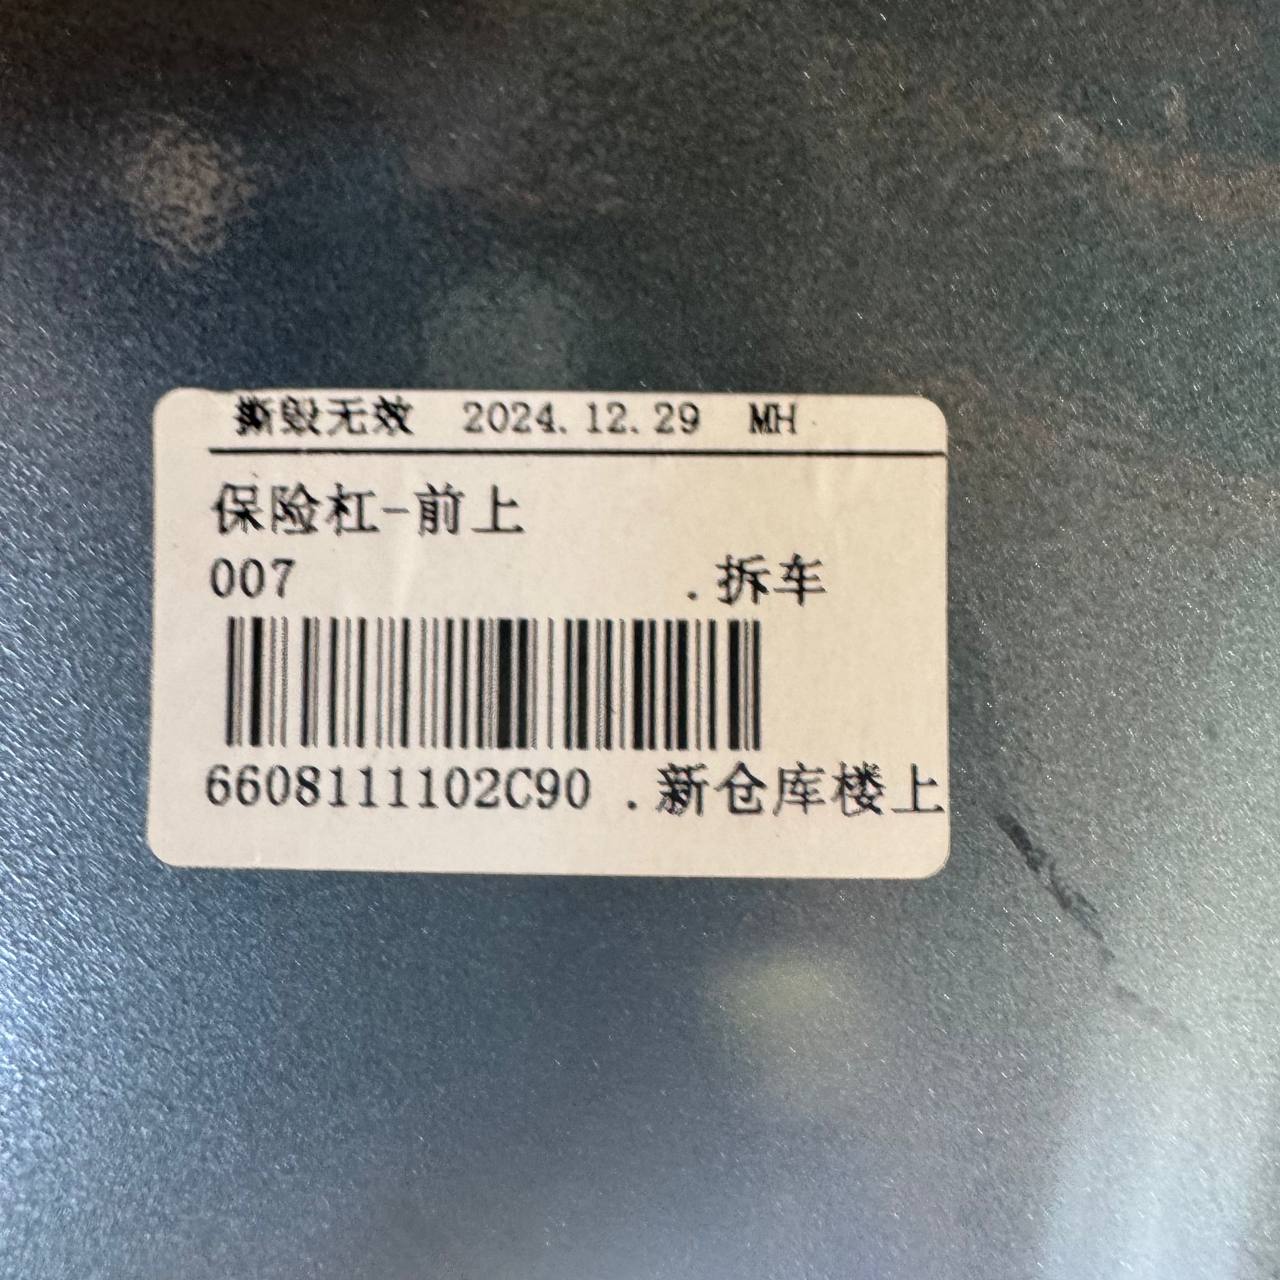 撕毁无效 2024.12.29 MH
保险杠-前上
007 .拆车
6608111102C90 .新仓库楼上